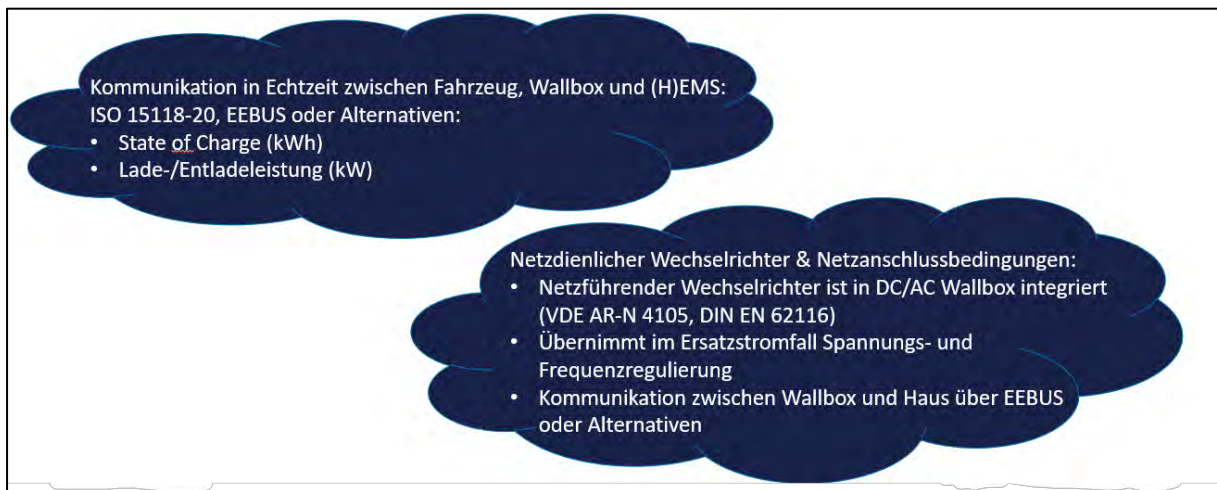 Kommunikation in Echtzeit zwischen Fahrzeug, Wallbox und (H)EMS:
ISO 15118-20, EEBUS oder Alternativen:
• State of Charge (kWh)
• Lade-/Entladeleistung (kW)
Netzdienlicher Wechselrichter & Netzanschlussbedingungen:
• Netzführender Wechselrichter ist in DC/AC Wallbox integriert
(VDE AR-N 4105, DIN EN 62116)
• Übernimmt im Ersatzstromfall Spannungs- und
Frequenzregulierung
• Kommunikation zwischen Wallbox und Haus über EEBUS
oder Alternativen